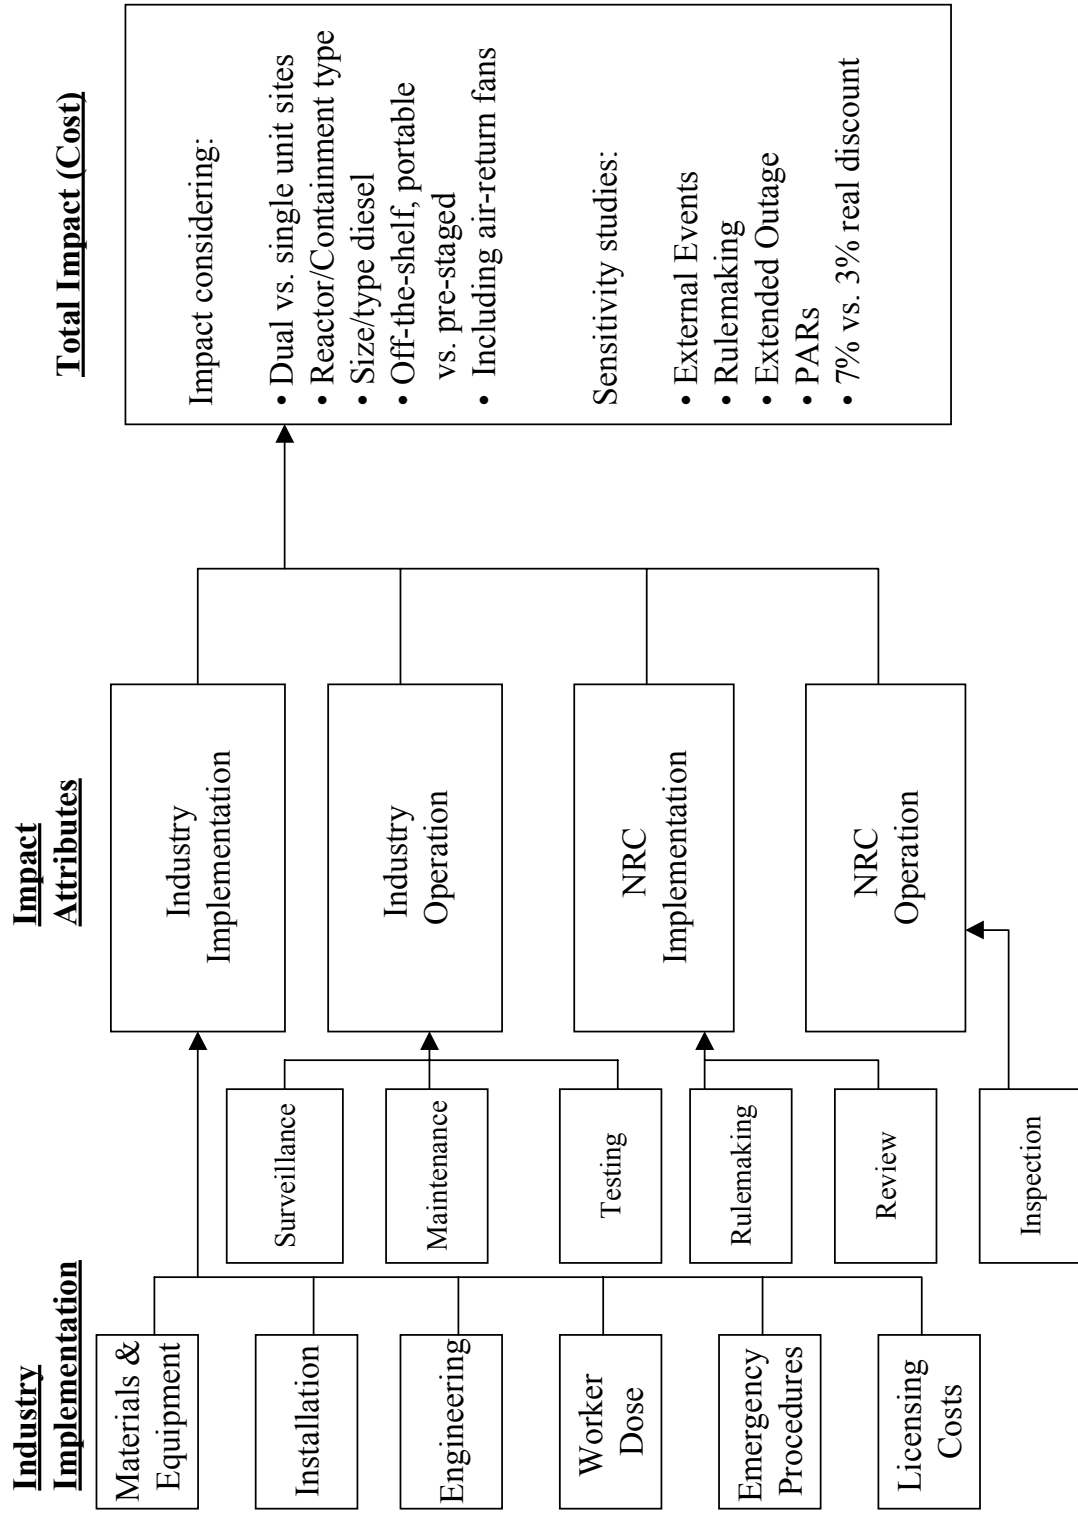 Industry
Implementation
Materials &
Equipment
Installation
Engineering
Worker
Dose
Emergency
Procedures
Licensing
Costs
Surveillance
Maintenance
Testing
Rulemaking
Review
Inspection
Impact
Attributes
Industry
Implementation
Industry
Operation
NRC
Implementation
NRC
Operation
Total Impact (Cost)
Impact considering:
• Dual vs. single unit sites
• Reactor/Containment type
• Size/type diesel
• Off-the-shelf, portable
vs. pre-staged
• Including air-return fans
Sensitivity studies:
• External Events
• Rulemaking
• Extended Outage
• PARs
• 7% vs. 3% real discount